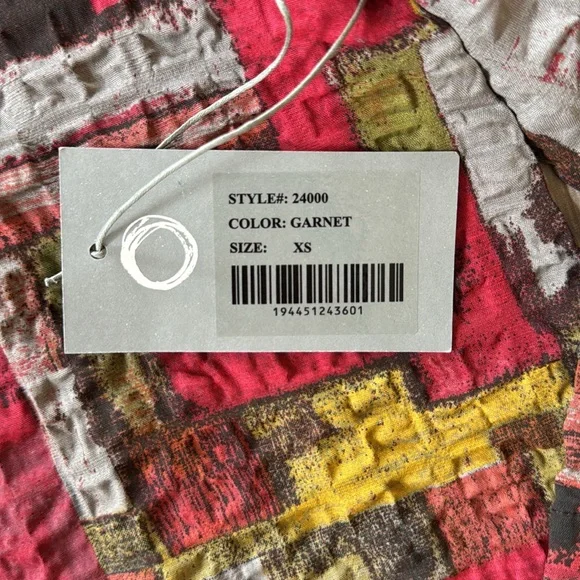 STYLE#: 24000
COLOR: GARNET
SIZE: XS
194451243601